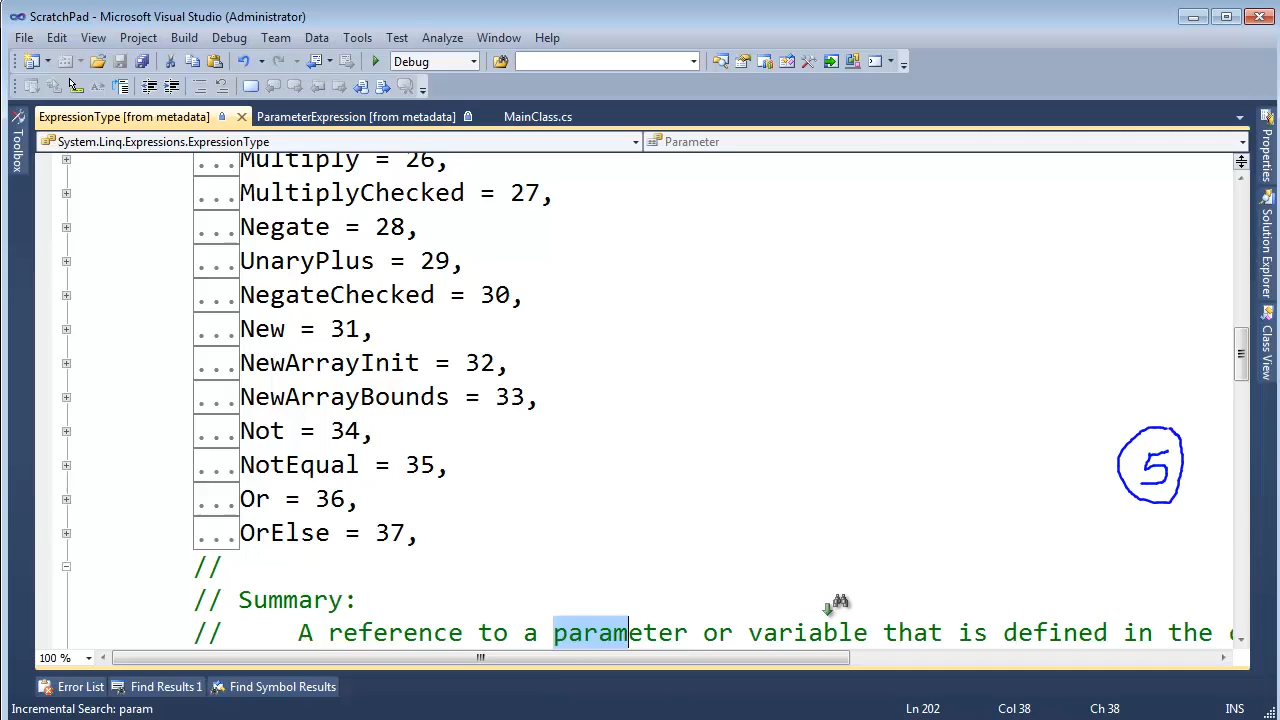 ScratchPad - Microsoft Visual Studio (Administrator)
File Edit View Project Build Debug Team Data Tools Test Analyze Window Help
Debug
ExpressionType [from metadata] ParameterExpression [from metadata] MainClass.cs
System.Linq.Expressions.ExpressionType Parameter
Toolbox
Properties
Solution Explorer
Class View
...Multiply = 26,
...MultiplyChecked = 27,
...Negate = 28,
...UnaryPlus = 29,
...NegateChecked = 30,
...New = 31,
...NewArrayInit = 32,
...NewArrayBounds = 33,
...Not = 34,
...NotEqual = 35,
...Or = 36,
...OrElse = 37,
5
//
// Summary:
// A reference to a parameter or variable that is defined in the
100 %
Error List Find Results 1 Find Symbol Results
Incremental Search: param Ln 202 Col 38 Ch 38 INS